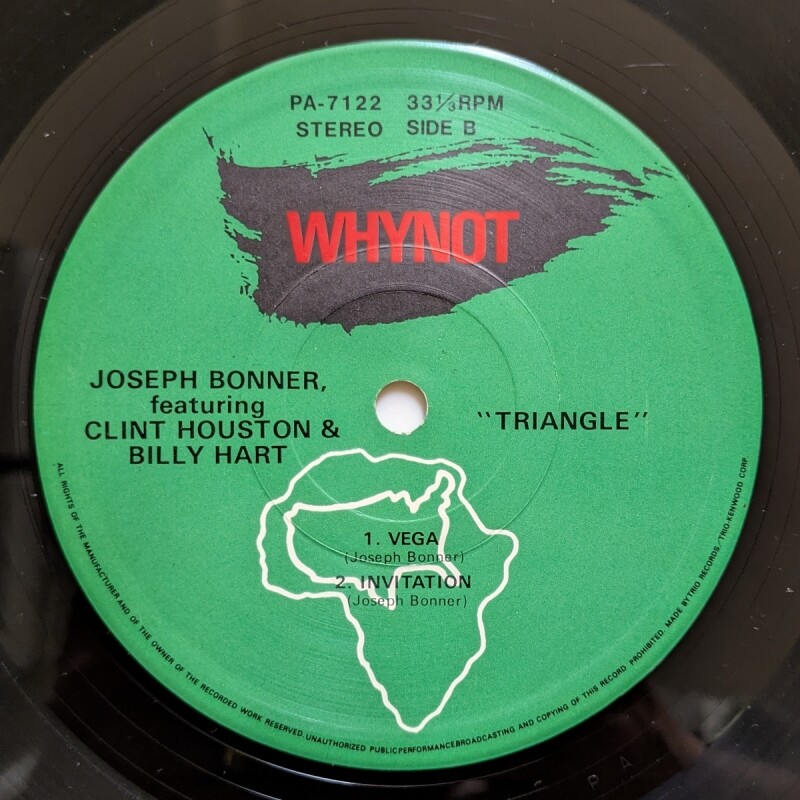 PA-7122 33⅓RPM
STEREO SIDE B
WHYNOT
JOSEPH BONNER,
featuring
CLINT HOUSTON &
BILLY HART
"TRIANGLE"
1. VEGA
(Joseph Bonner)
2. INVITATION
(Joseph Bonner)
ALL RIGHTS OF THE MANUFACTURER AND OF THE OWNER OF THE RECORDED WORK RESERVED. UNAUTHORIZED PUBLIC PERFORMANCE BROADCASTING AND COPYING OF THIS RECORD PROHIBITED. MADE BY TRIO RECORDS/TRIO-KENWOOD CORP.